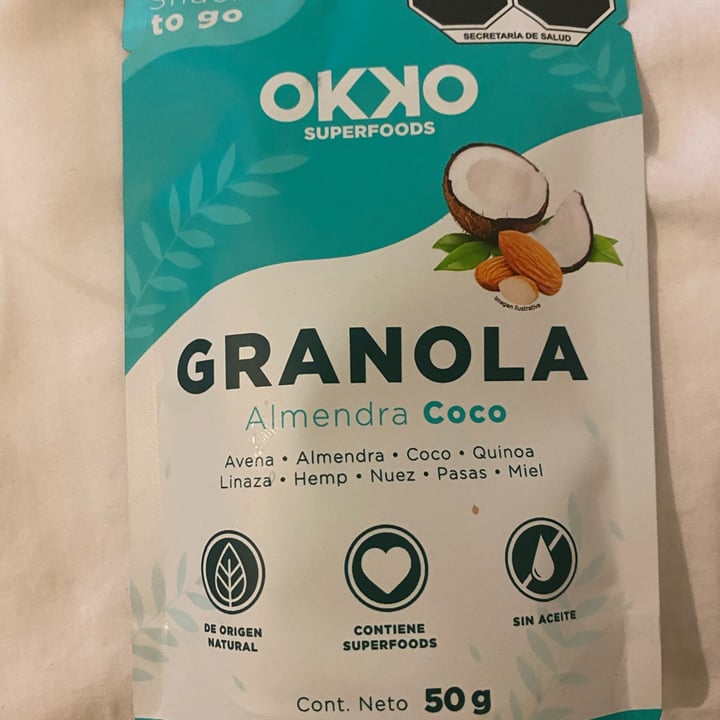 to go
SECRETARÍA DE SALUD
OKKO
SUPERFOODS
Imagen Ilustrativa
GRANOLA
Almendra Coco
Avena • Almendra • Coco • Quinoa
Linaza • Hemp • Nuez • Pasas • Miel
DE ORIGEN
NATURAL
CONTIENE
SUPERFOODS
SIN ACEITE
Cont. Neto 50 g